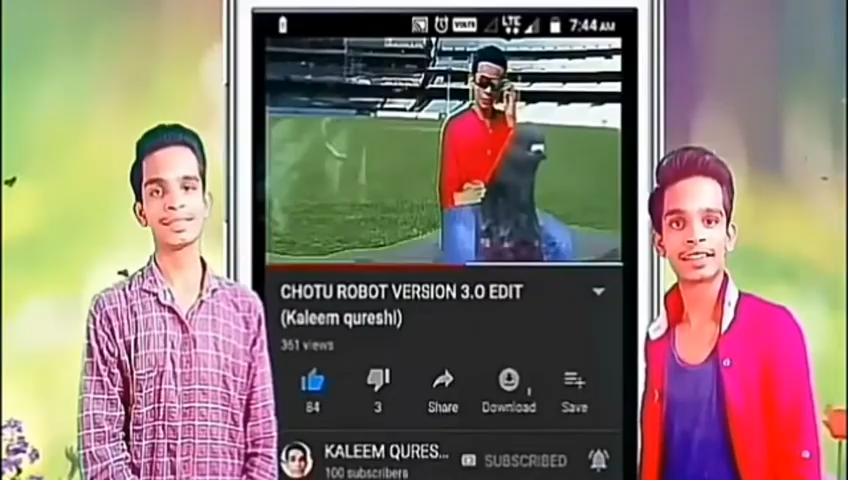 VOLTE LTE 7:44 AM
CHOTU ROBOT VERSION 3.0 EDIT
(Kaleem qureshi)
361 views
84 3 Share Download Save
KALEEM QURES... SUBSCRIBED
100 subscribers